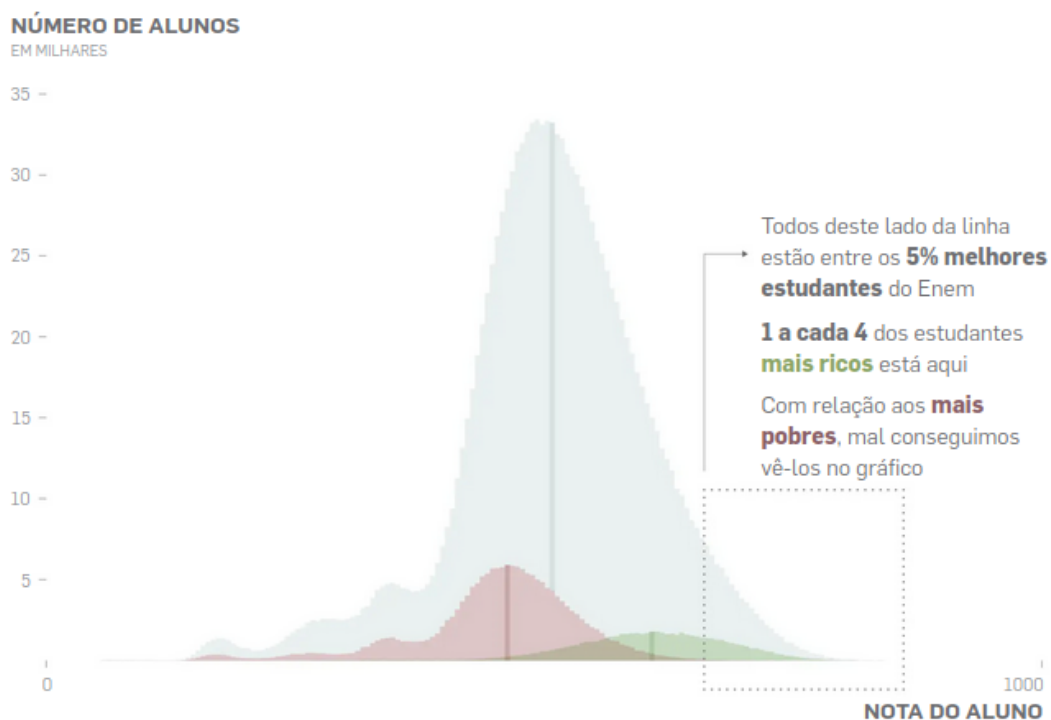 NÚMERO DE ALUNOS
EM MILHARES
35
30
25
20
15
10
5
Todos deste lado da linha
estão entre os 5% melhores
estudantes do Enem
1 a cada 4 dos estudantes
mais ricos está aqui
Com relação aos mais
pobres, mal conseguimos
vê-los no gráfico
0
1000
NOTA DO ALUNO